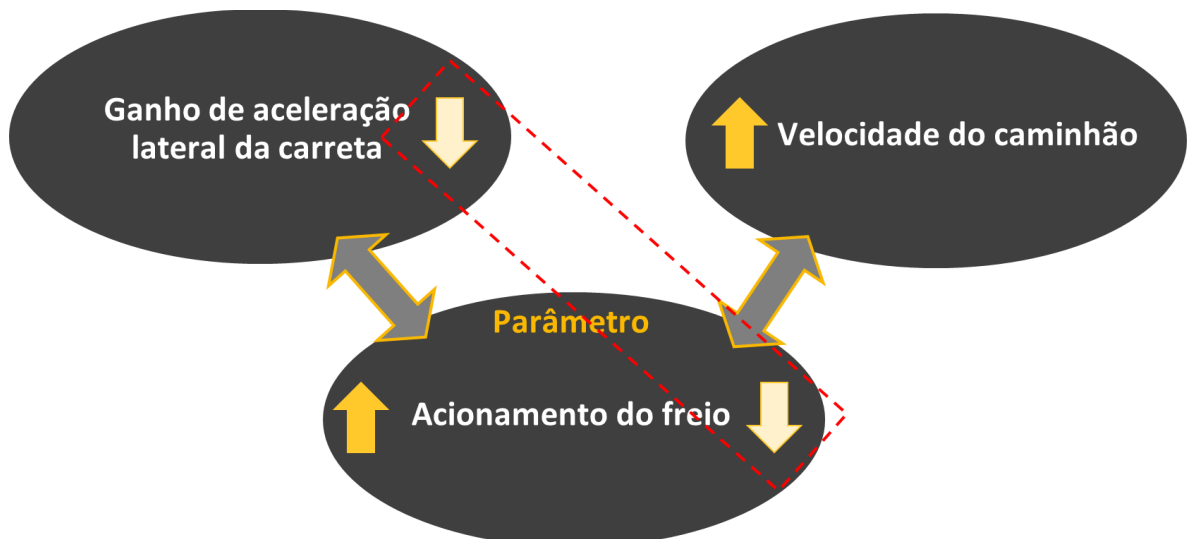 Ganho de aceleração
lateral da carreta
Velocidade do caminhão
Parâmetro
Acionamento do freio